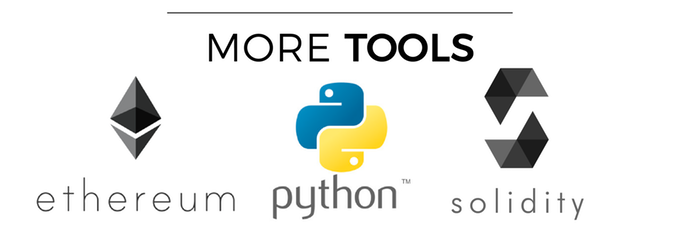 MORE TOOLS
ethereum
python™
solidity